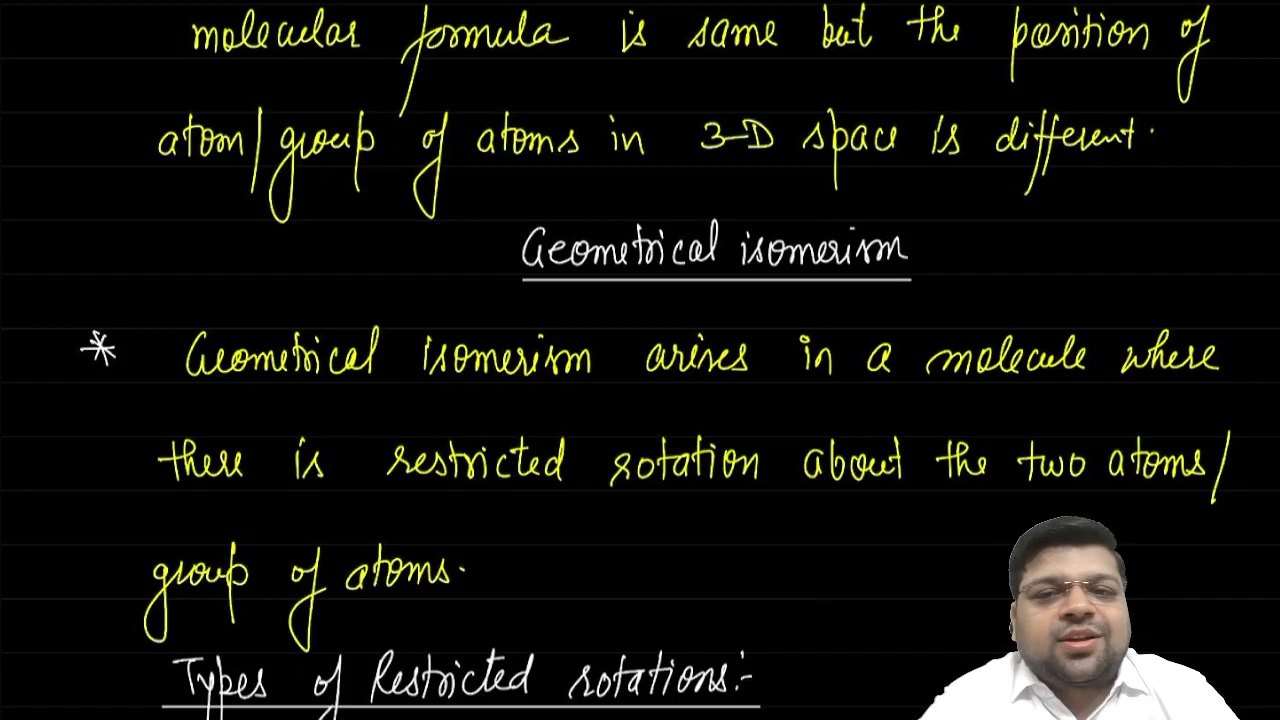 molecular formula is same but the position of
atom/group of atoms in 3-D space is different.
Geometrical isomerism
* Geometrical isomerism arises in a molecule where
there is restricted rotation about the two atoms/
group of atoms.
Types of Restricted rotations:-